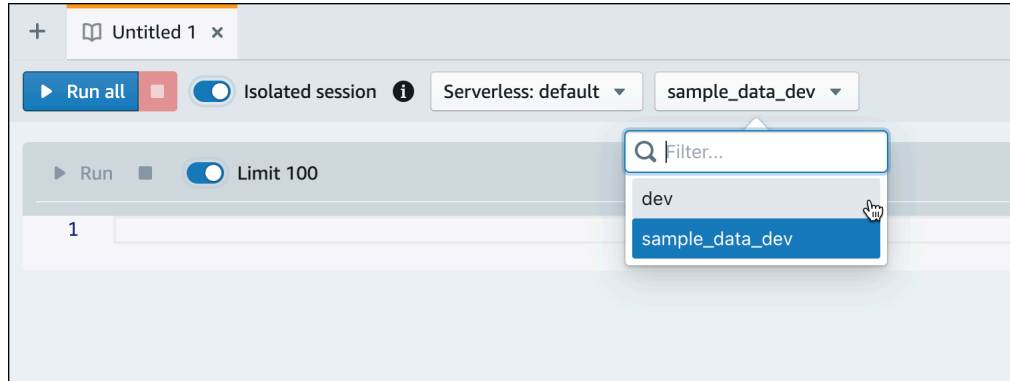 Untitled 1
Run all Isolated session Serverless: default sample_data_dev
Filter...
Run Limit 100
dev
1
sample_data_dev